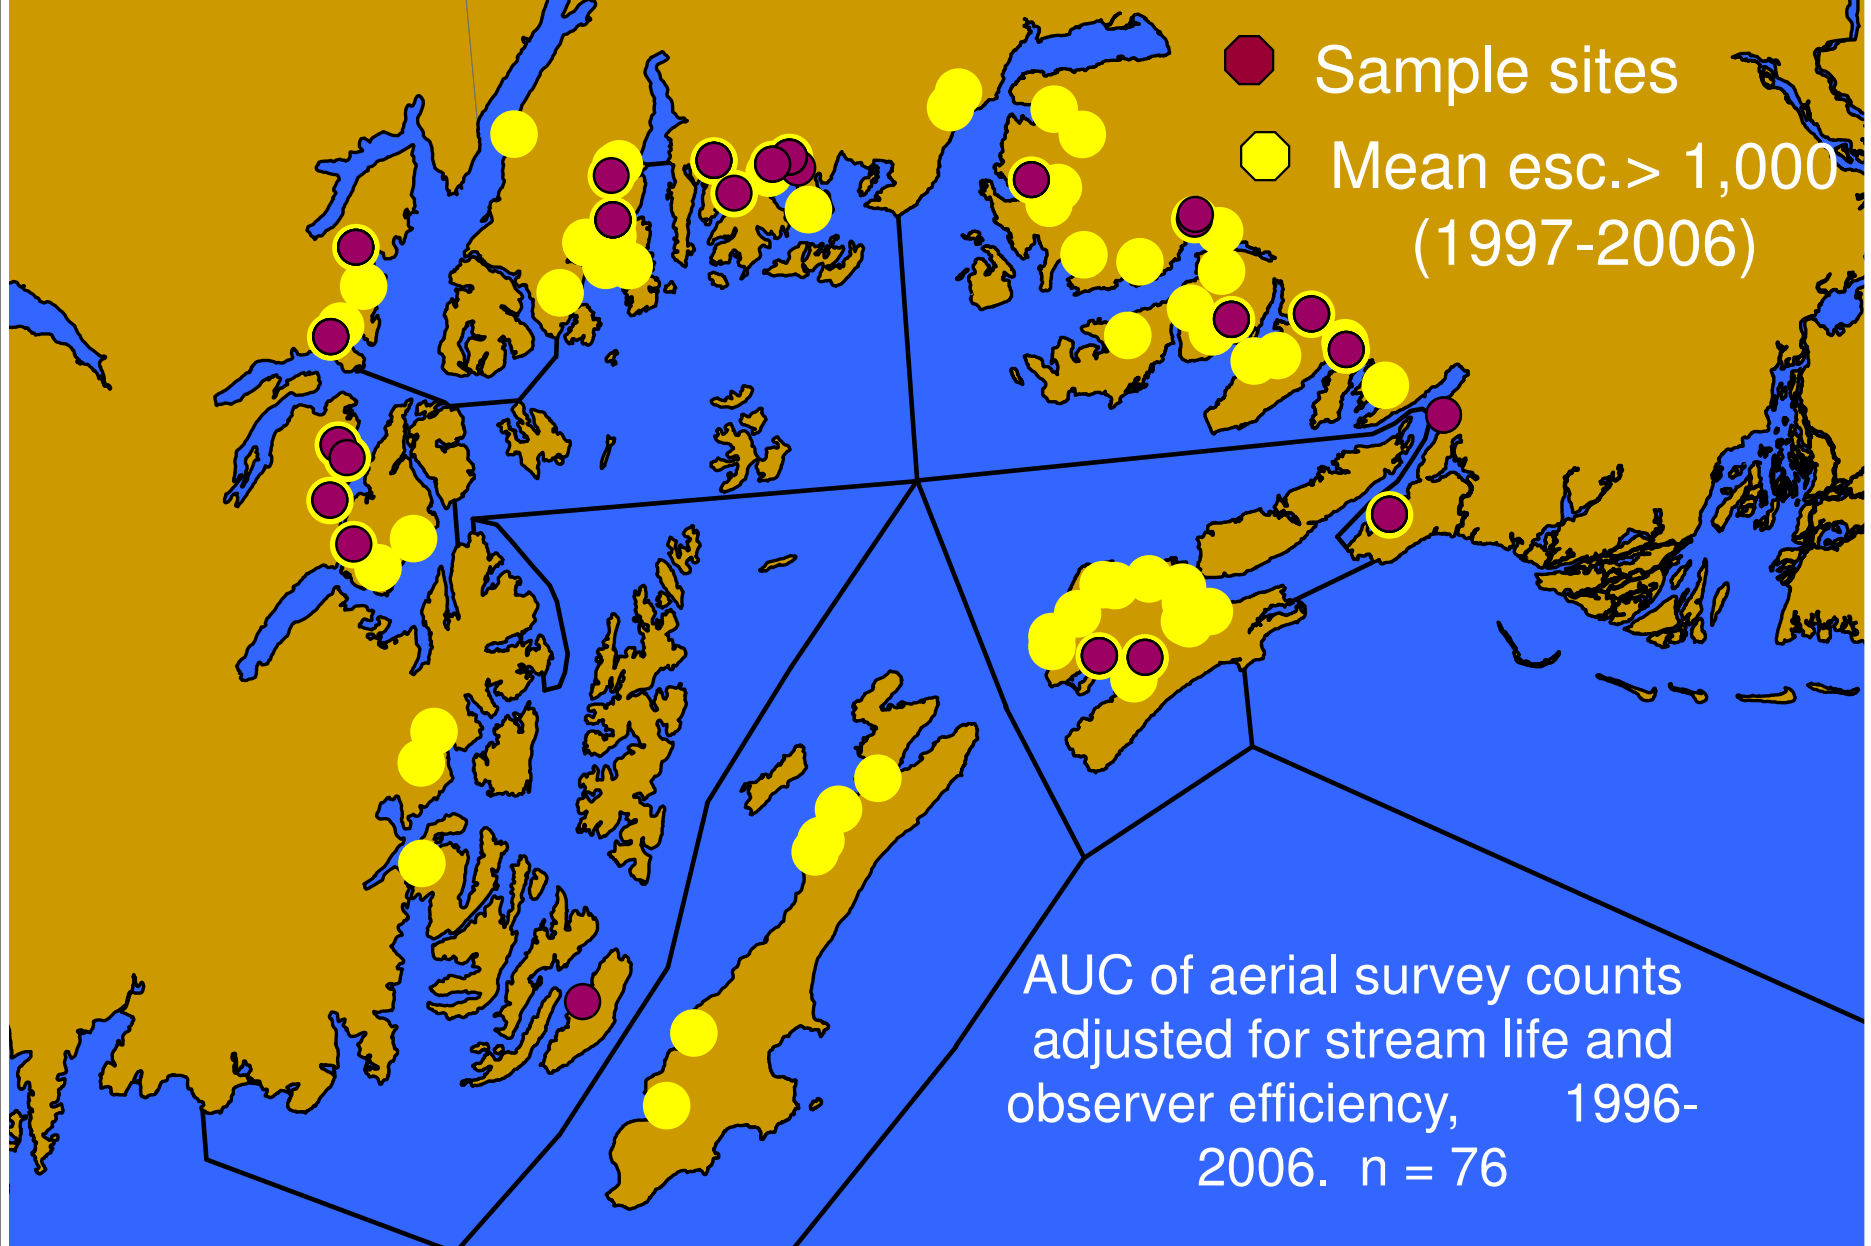 Sample sites
Mean esc.> 1,000
(1997-2006)
AUC of aerial survey counts
adjusted for stream life and
observer efficiency, 1996-
2006. n = 76